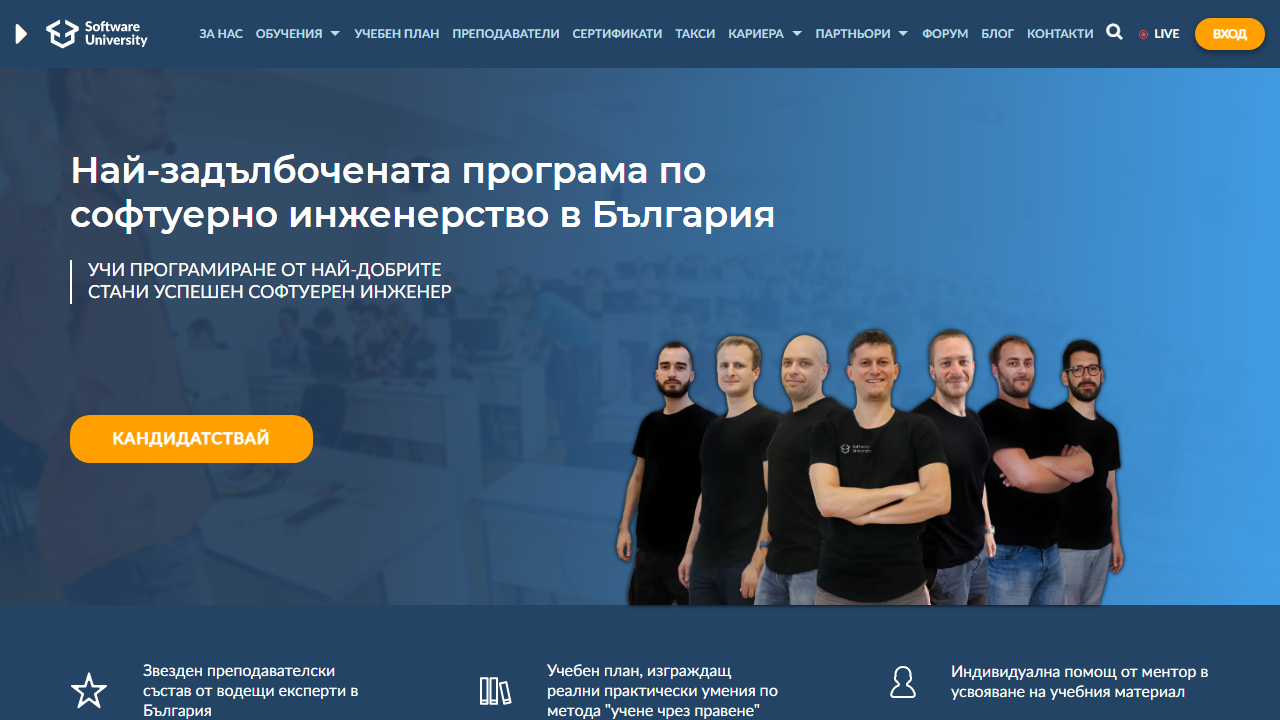 Software
University
ЗА НАС ОБУЧЕНИЯ УЧЕБЕН ПЛАН ПРЕПОДАВАТЕЛИ СЕРТИФИКАТИ ТАКСИ КАРИЕРА ПАРТНЬОРИ ФОРУМ БЛОГ КОНТАКТИ LIVE ВХОД
Най-задълбочената програма по
софтуерно инженерство в България
УЧИ ПРОГРАМИРАНЕ ОТ НАЙ-ДОБРИТЕ
СТАНИ УСПЕШЕН СОФТУЕРЕН ИНЖЕНЕР
КАНДИДАТСТВАЙ
Software
University
Звезден преподавателски
състав от водещи експерти в
България
Учебен план, изграждащ
реални практически умения по
метода "учене чрез правене"
Индивидуална помощ от ментор в
усвояване на учебния материал